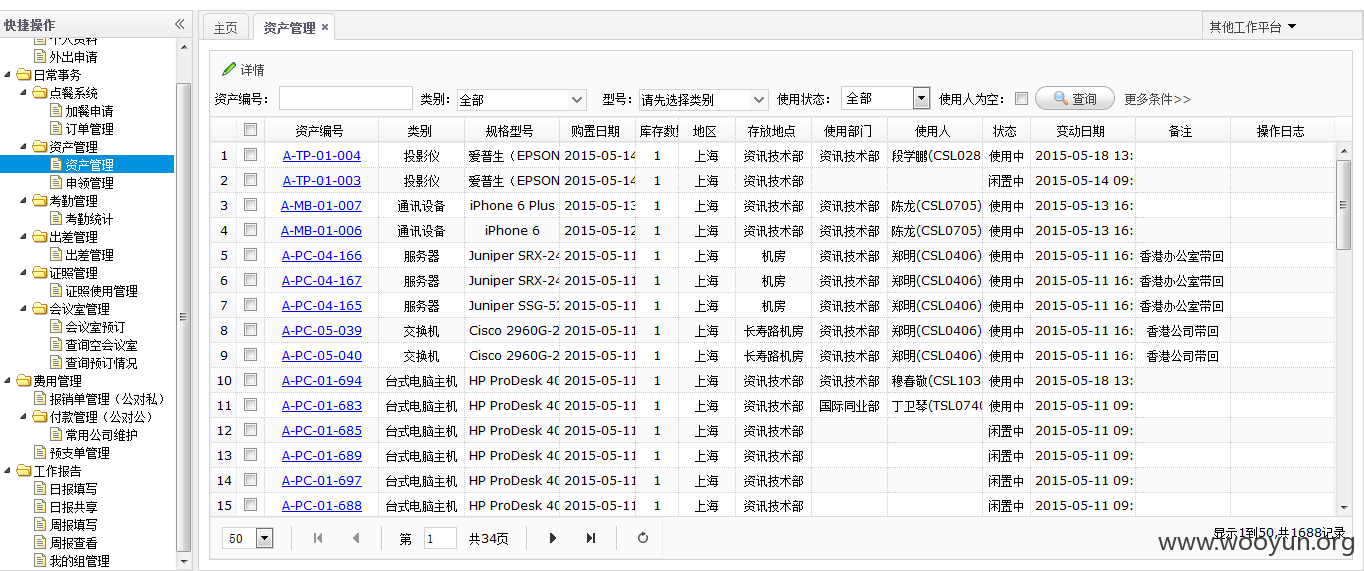 快捷操作
个人资料
外出申请
日常事务
点餐系统
加餐申请
订单管理
资产管理
资产管理
申领管理
考勤管理
考勤统计
出差管理
出差管理
证照管理
证照使用管理
会议室管理
会议室预订
查询空会议室
查询预订情况
费用管理
报销单管理（公对私）
付款管理（公对公）
常用公司维护
预支单管理
工作报告
日报填写
日报共享
周报填写
周报查看
我的组管理
主页 资产管理 × 其他工作平台
详情
资产编号： 类别： 全部 型号： 请先选择类别 使用状态： 全部 使用人为空： 查询 更多条件>>
资产编号 类别 规格型号 购置日期 库存数 地区 存放地点 使用部门 使用人 状态 变动日期 备注 操作日志
1 A-TP-01-004 投影仪 爱普生（EPSON 2015-05-14 1 上海 资讯技术部 资讯技术部 段学鹏(CSL028 使用中 2015-05-18 13:
2 A-TP-01-003 投影仪 爱普生（EPSON 2015-05-14 1 上海 资讯技术部 闲置中 2015-05-14 09:
3 A-MB-01-007 通讯设备 iPhone 6 Plus 2015-05-13 1 上海 资讯技术部 资讯技术部 陈龙(CSL0705) 使用中 2015-05-13 16:
4 A-MB-01-006 通讯设备 iPhone 6 2015-05-12 1 上海 资讯技术部 资讯技术部 陈龙(CSL0705) 使用中 2015-05-13 16:
5 A-PC-04-166 服务器 Juniper SRX-24 2015-05-11 1 上海 机房 资讯技术部 郑明(CSL0406) 使用中 2015-05-11 16: 香港办公室带回
6 A-PC-04-167 服务器 Juniper SRX-24 2015-05-11 1 上海 机房 资讯技术部 郑明(CSL0406) 使用中 2015-05-11 16: 香港办公室带回
7 A-PC-04-165 服务器 Juniper SSG-52 2015-05-11 1 上海 机房 资讯技术部 郑明(CSL0406) 使用中 2015-05-11 16: 香港办公室带回
8 A-PC-05-039 交换机 Cisco 2960G-2 2015-05-11 1 上海 长寿路机房 资讯技术部 郑明(CSL0406) 使用中 2015-05-11 16: 香港公司带回
9 A-PC-05-040 交换机 Cisco 2960G-2 2015-05-11 1 上海 长寿路机房 资讯技术部 郑明(CSL0406) 使用中 2015-05-11 16: 香港公司带回
10 A-PC-01-694 台式电脑主机 HP ProDesk 40 2015-05-11 1 上海 资讯技术部 资讯技术部 穆春敬(CSL103 使用中 2015-05-18 13:
11 A-PC-01-683 台式电脑主机 HP ProDesk 40 2015-05-11 1 上海 资讯技术部 国际同业部 丁卫琴(TSL0740 使用中 2015-05-11 09:
12 A-PC-01-685 台式电脑主机 HP ProDesk 40 2015-05-11 1 上海 资讯技术部 闲置中 2015-05-11 09:
13 A-PC-01-689 台式电脑主机 HP ProDesk 40 2015-05-11 1 上海 资讯技术部 闲置中 2015-05-11 09:
14 A-PC-01-697 台式电脑主机 HP ProDesk 40 2015-05-11 1 上海 资讯技术部 闲置中 2015-05-11 09:
15 A-PC-01-688 台式电脑主机 HP ProDesk 40 2015-05-11 1 上海 资讯技术部 闲置中 2015-05-11 09:
50 第 1 共34页 显示1到50,共1688记录
www.wooyun.org